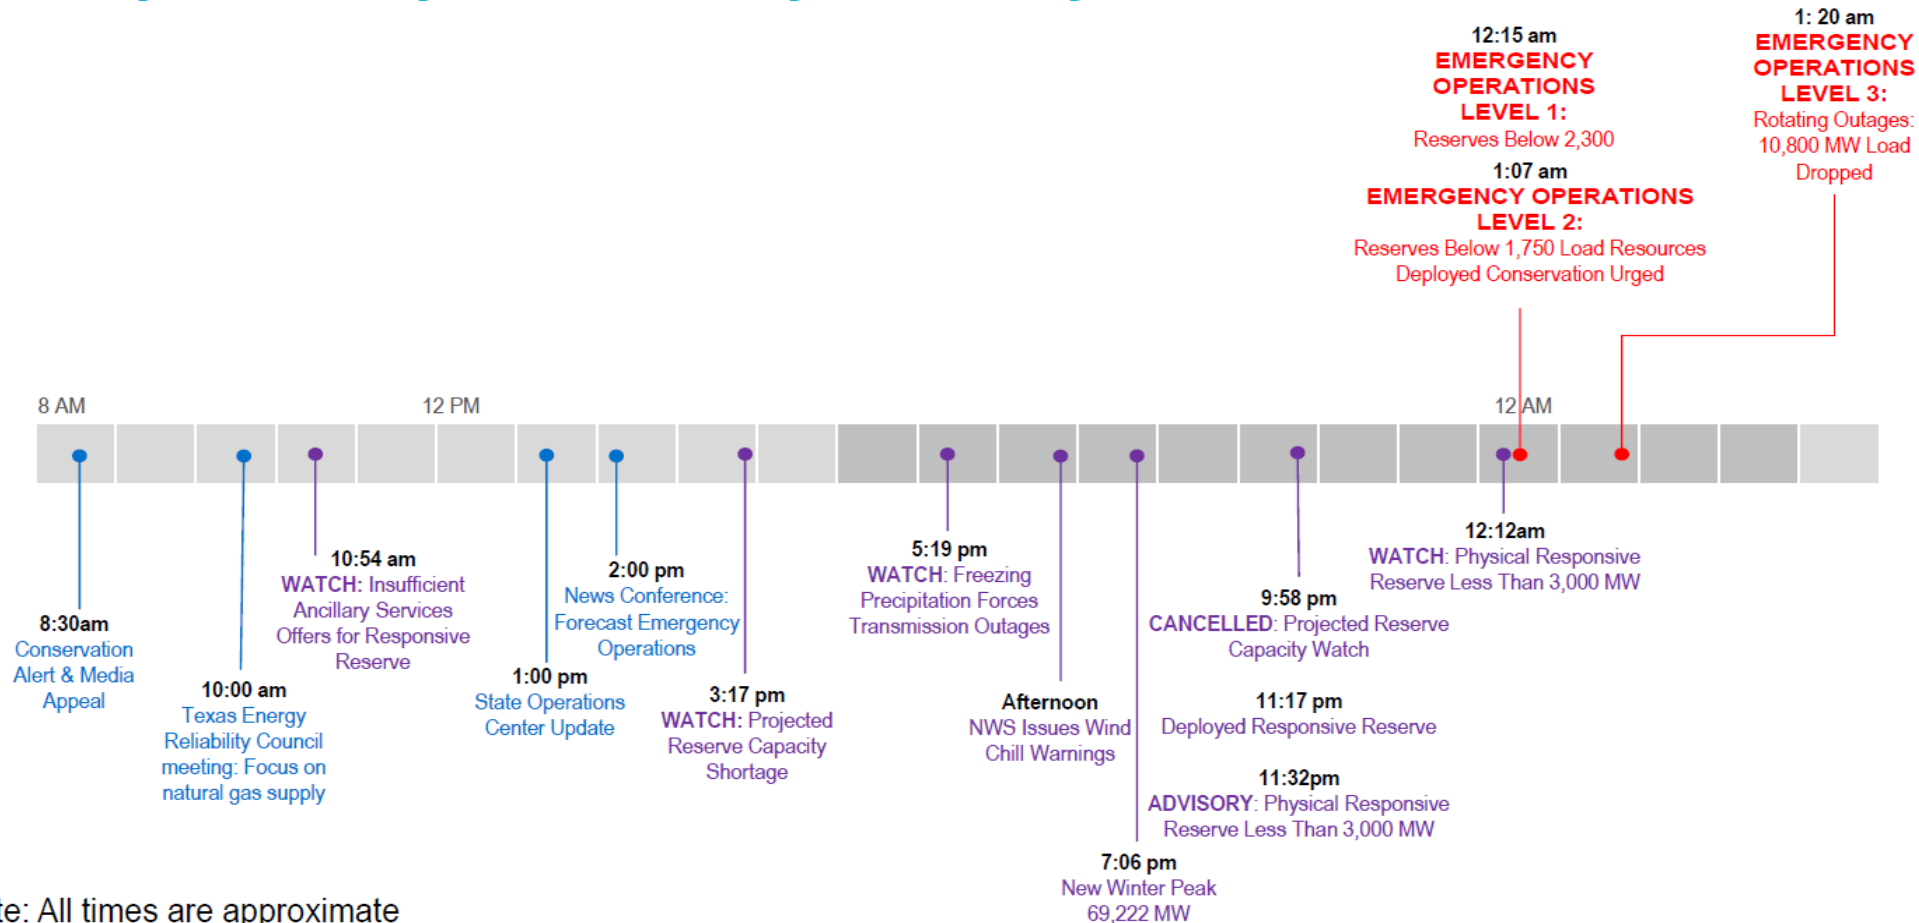 12:15 am
EMERGENCY
OPERATIONS
LEVEL 1:
Reserves Below 2,300
1:07 am
EMERGENCY OPERATIONS
LEVEL 2:
Reserves Below 1,750 Load Resources
Deployed Conservation Urged
1: 20 am
EMERGENCY
OPERATIONS
LEVEL 3:
Rotating Outages:
10,800 MW Load
Dropped
8 AM
12 PM
12 AM
8:30am
Conservation
Alert & Media
Appeal
10:00 am
Texas Energy
Reliability Council
meeting: Focus on
natural gas supply
10:54 am
WATCH: Insufficient
Ancillary Services
Offers for Responsive
Reserve
1:00 pm
State Operations
Center Update
2:00 pm
News Conference:
Forecast Emergency
Operations
3:17 pm
WATCH: Projected
Reserve Capacity
Shortage
5:19 pm
WATCH: Freezing
Precipitation Forces
Transmission Outages
Afternoon
NWS Issues Wind
Chill Warnings
7:06 pm
New Winter Peak
69,222 MW
9:58 pm
CANCELLED: Projected Reserve
Capacity Watch
11:17 pm
Deployed Responsive Reserve
11:32pm
ADVISORY: Physical Responsive
Reserve Less Than 3,000 MW
12:12am
WATCH: Physical Responsive
Reserve Less Than 3,000 MW
te: All times are approximate